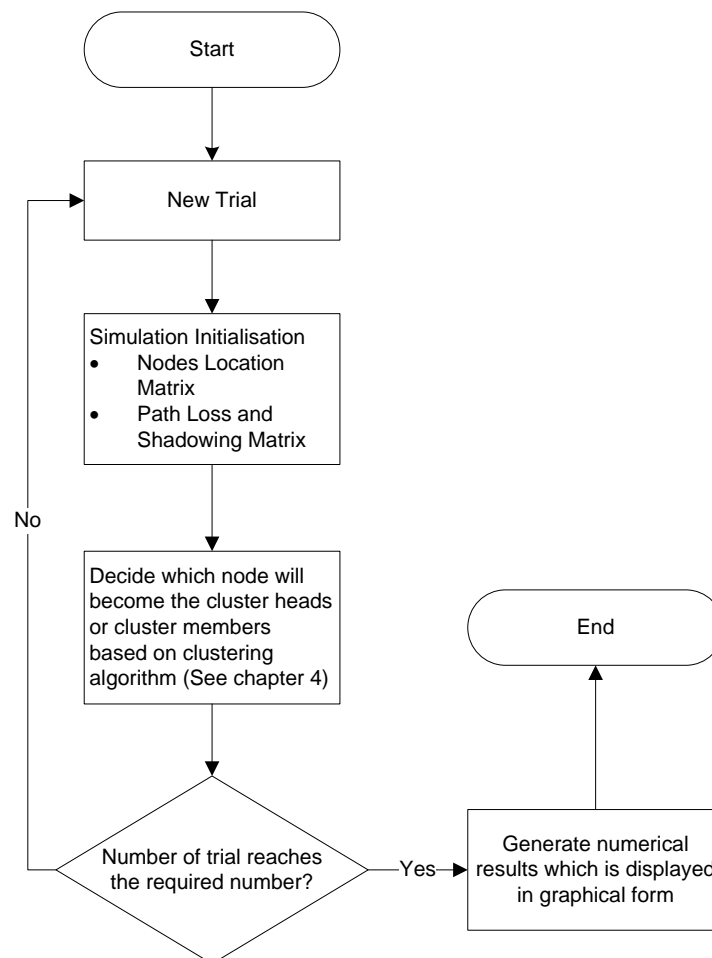 Start
New Trial
Simulation Initialisation
• Nodes Location
Matrix
• Path Loss and
Shadowing Matrix
No
Decide which node will
become the cluster heads
or cluster members
based on clustering
algorithm (See chapter 4)
End
Number of trial reaches
the required number?
Yes
Generate numerical
results which is displayed
in graphical form